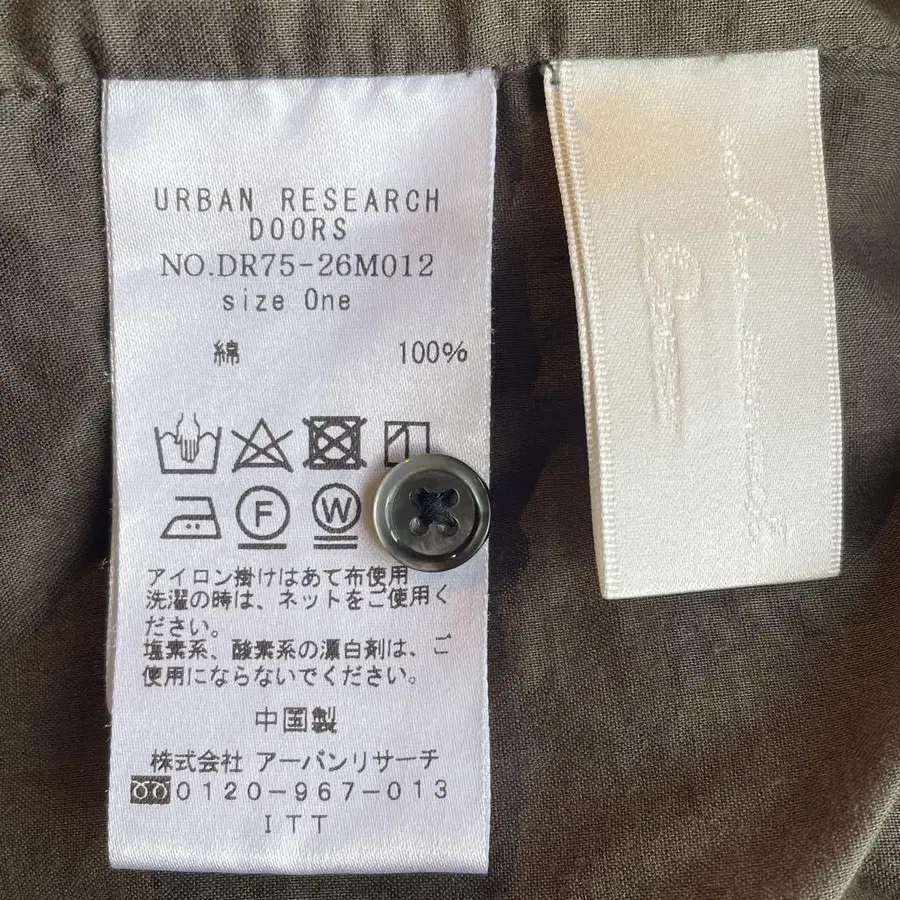 URBAN RESEARCH
DOORS
NO.DR75-26M012
size One
綿 100%
F W
アイロン掛けはあて布使用
洗濯の時は、ネットをご使用く
ださい。
塩素系、酸素系の漂白剤は、ご
使用にならないでください。
中国製
株式会社 アーバンリサーチ
0120-967-013
ITT